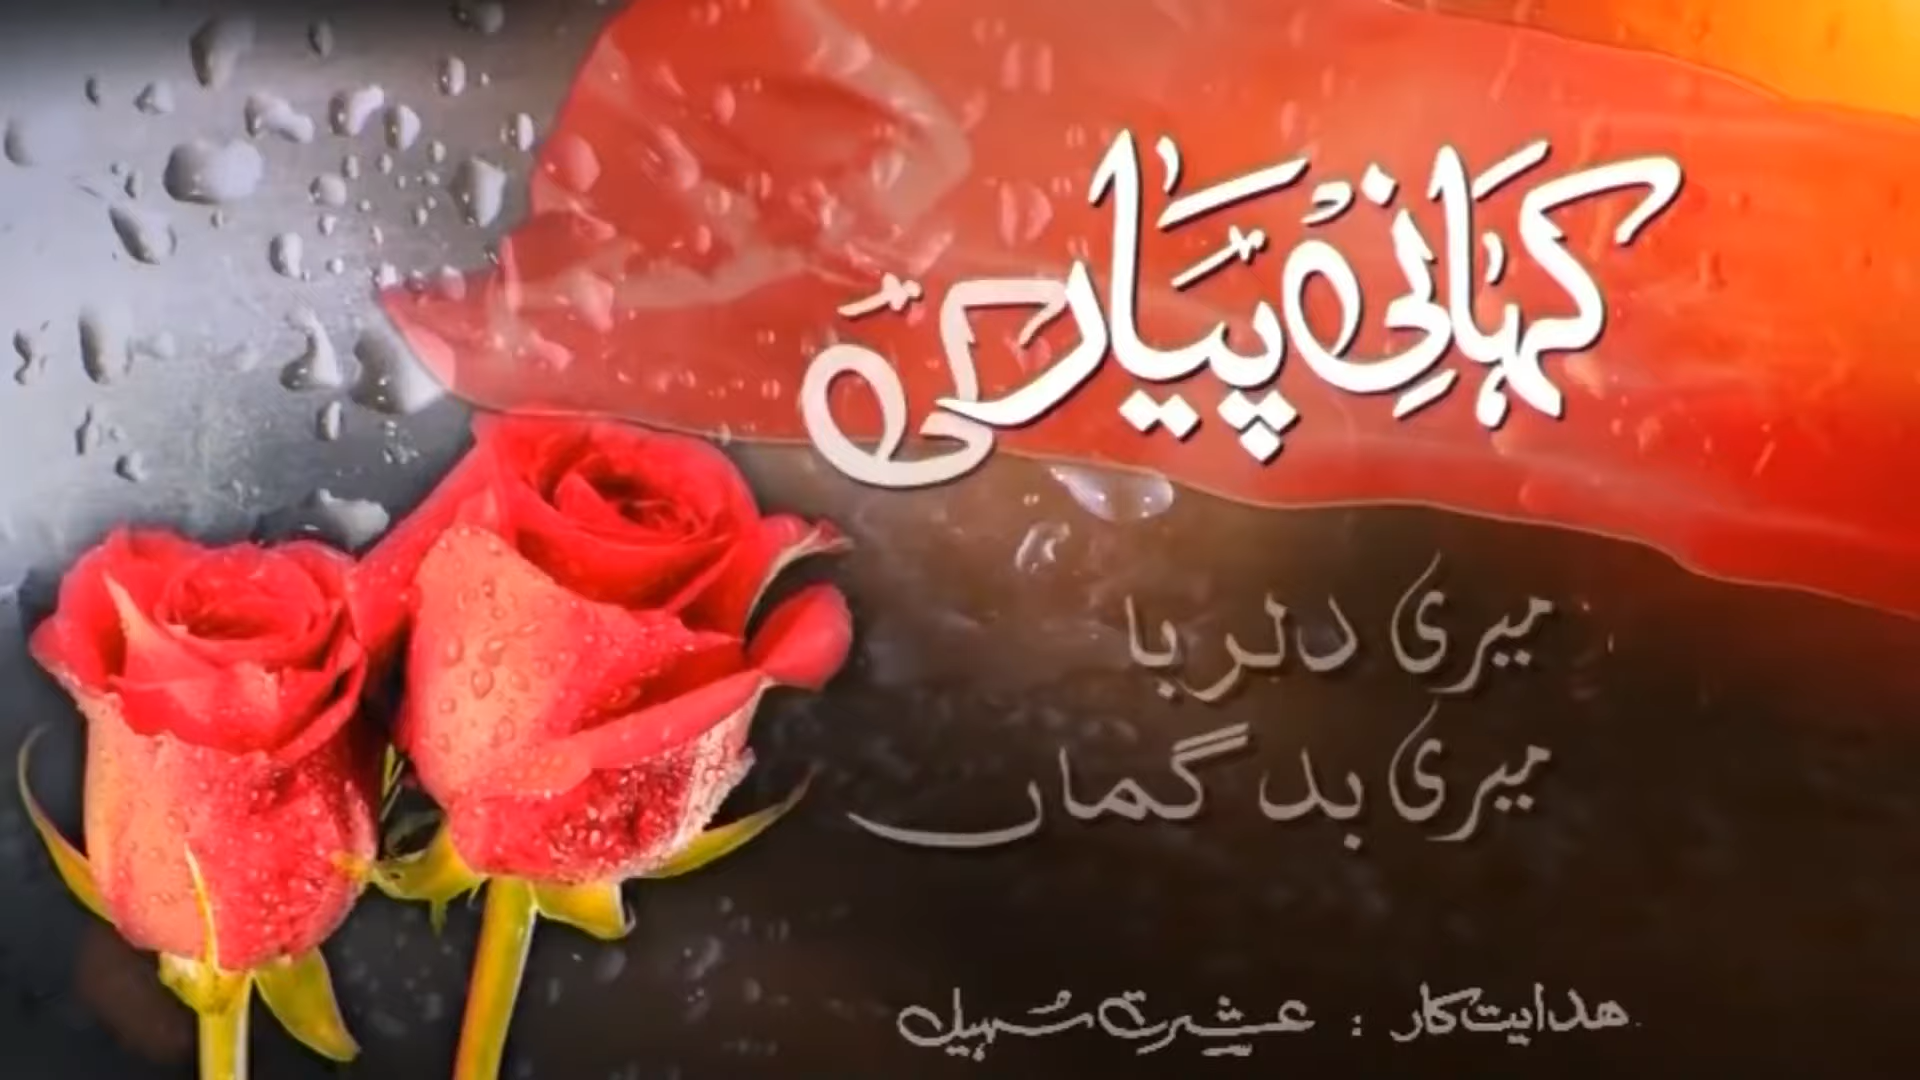 کہانی پیار کی
میری دلربا
میری بدگماں
ھدایت کار : عشرت سہیل